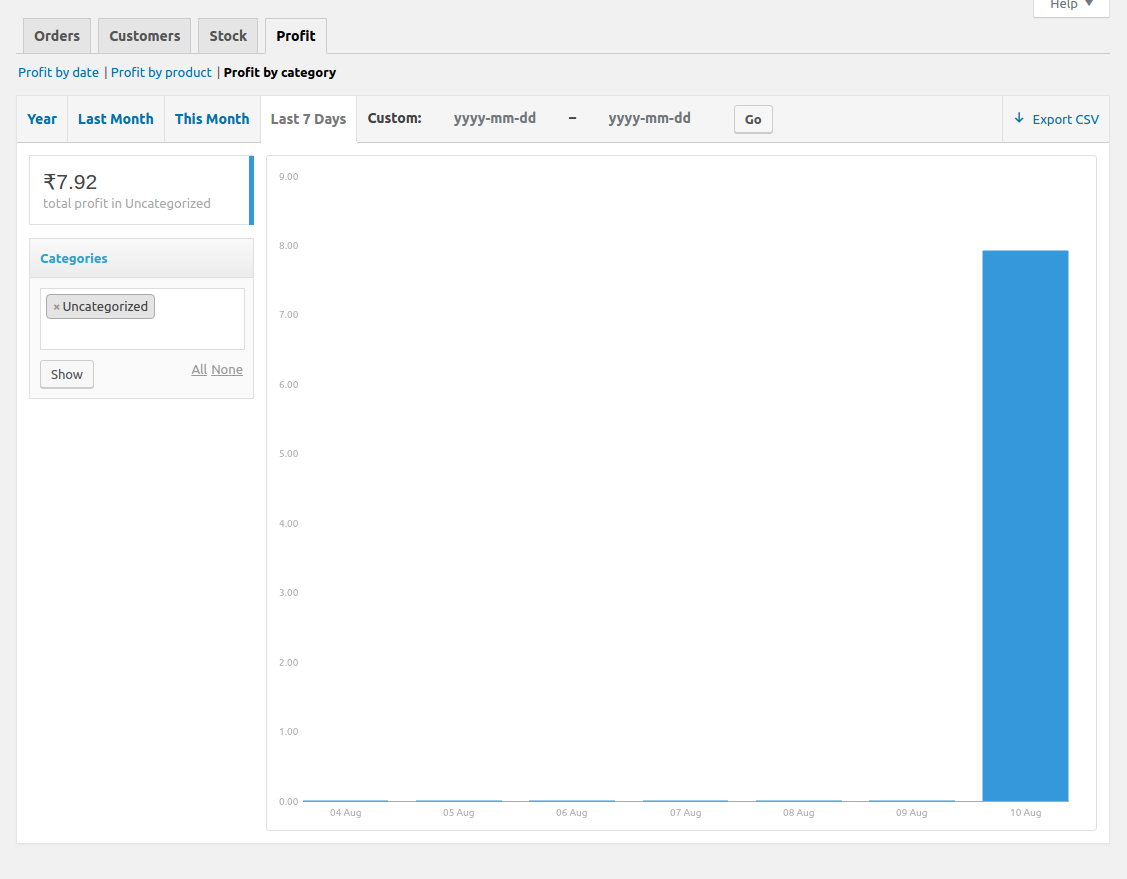 Help ▼
Orders Customers Stock Profit
Profit by date | Profit by product | Profit by category
Year Last Month This Month Last 7 Days Custom: yyyy-mm-dd – yyyy-mm-dd Go ↓ Export CSV
₹7.92
total profit in Uncategorized
Categories
× Uncategorized
Show All None
9.00
8.00
7.00
6.00
5.00
4.00
3.00
2.00
1.00
0.00
04 Aug 05 Aug 06 Aug 07 Aug 08 Aug 09 Aug 10 Aug